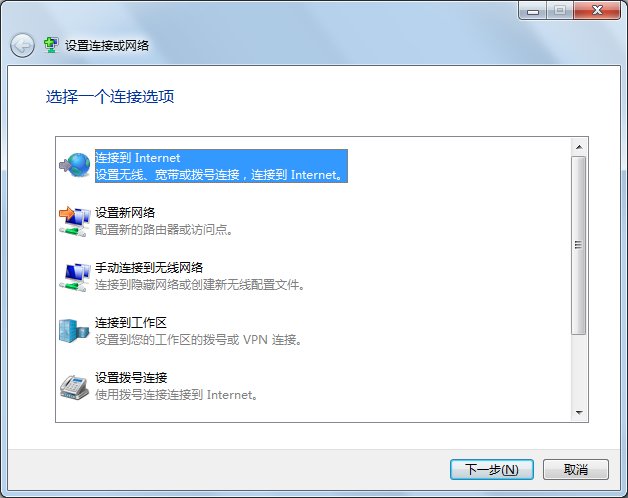 设置连接或网络
选择一个连接选项
连接到 Internet
设置无线、宽带或拨号连接，连接到 Internet。
设置新网络
配置新的路由器或访问点。
手动连接到无线网络
连接到隐藏网络或创建新无线配置文件。
连接到工作区
设置到您的工作区的拨号或 VPN 连接。
设置拨号连接
使用拨号连接连接到 Internet。
下一步(N)
取消